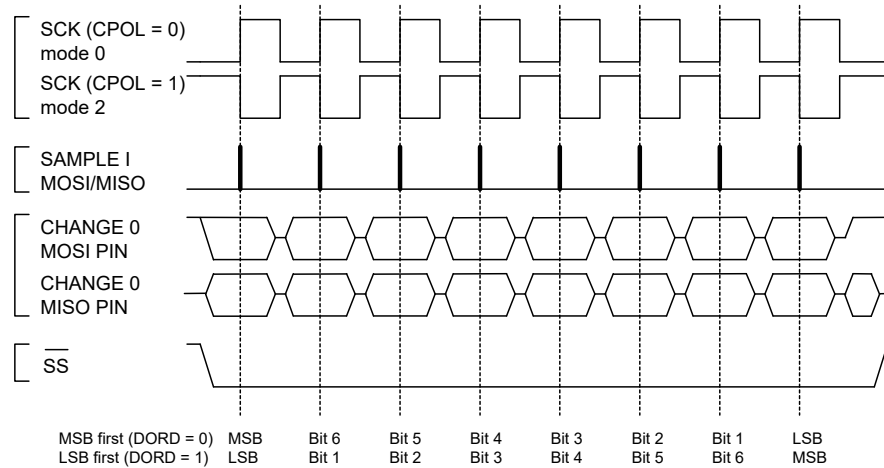 SCK (CPOL = 0)
mode 0
SCK (CPOL = 1)
mode 2
SAMPLE I
MOSI/MISO
CHANGE 0
MOSI PIN
CHANGE 0
MISO PIN
SS
MSB first (DORD = 0) MSB Bit 6 Bit 5 Bit 4 Bit 3 Bit 2 Bit 1 LSB
LSB first (DORD = 1) LSB Bit 1 Bit 2 Bit 3 Bit 4 Bit 5 Bit 6 MSB